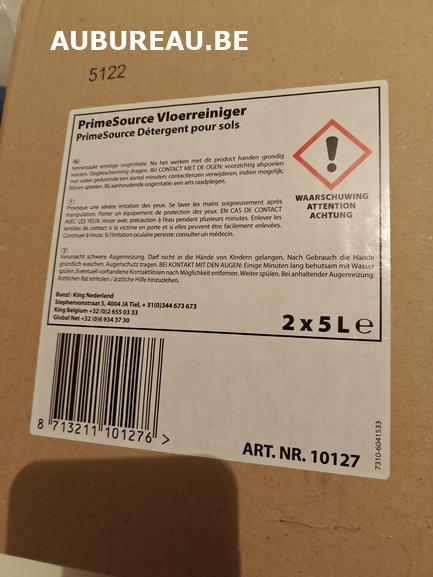 AUBUREAU.BE
5122
PrimeSource Vloerreiniger
PrimeSource Détergent pour sols
Veroorzaakt ernstige oogirritatie. Na het werken met dit product handen grondig
wassen. Oogbescherming dragen. BIJ CONTACT MET DE OGEN: voorzichtig afspoelen
met water gedurende een aantal minuten; contactlenzen verwijderen, indien mogelijk;
blijven spoelen. Bij aanhoudende oogirritatie: een arts raadplegen.
Provoque une sévère irritation des yeux. Se laver les mains soigneusement après
manipulation. Porter un équipement de protection des yeux. EN CAS DE CONTACT
AVEC LES YEUX: rincer avec précaution à l'eau pendant plusieurs minutes. Enlever les
lentilles de contact si la victime en porte et si elles peuvent être facilement enlevées.
Continuer à rincer. Si l'irritation oculaire persiste: consulter un médecin.
Verursacht schwere Augenreizung. Darf nicht in die Hände von Kindern gelangen. Nach Gebrauch die Hände
waschen. Augenschutz tragen. BEI KONTAKT MIT DEN AUGEN: Einige Minuten lang behutsam mit Wasser
spülen. Eventuell vorhandene Kontaktlinsen nach Möglichkeit entfernen. Weiter spülen. Bei anhaltender Augenreizung:
Ärztlichen Rat einholen / ärztliche Hilfe hinzuziehen.
WAARSCHUWING
ATTENTION
ACHTUNG
Bunzl / King Nederland
Stephensonstraat 5, 4004 JA Tiel, +31(0)344 673 673
King Belgium +32 (0)2 655 03 33
Global Net +32 (0)6 934 37 30
2 x 5 L e
8 713211 101276 >
ART. NR. 10127
7310-6041533